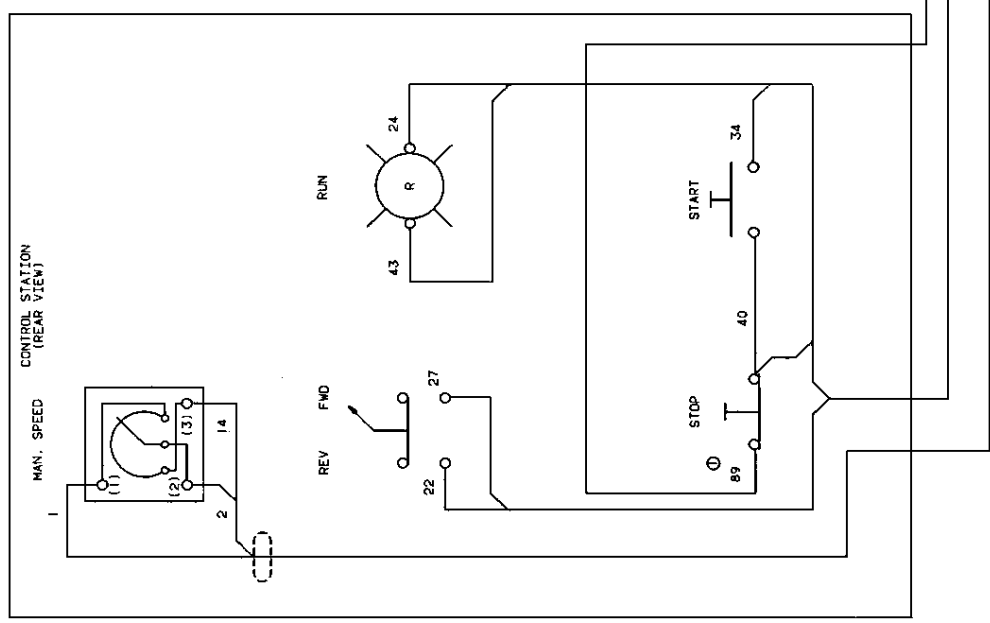 CONTROL STATION
(REAR VIEW)
MAN. SPEED
(1)
(2)
(3)
1
2
14
RUN
R
24
43
FWD
REV
27
22
START
34
40
STOP
1
89